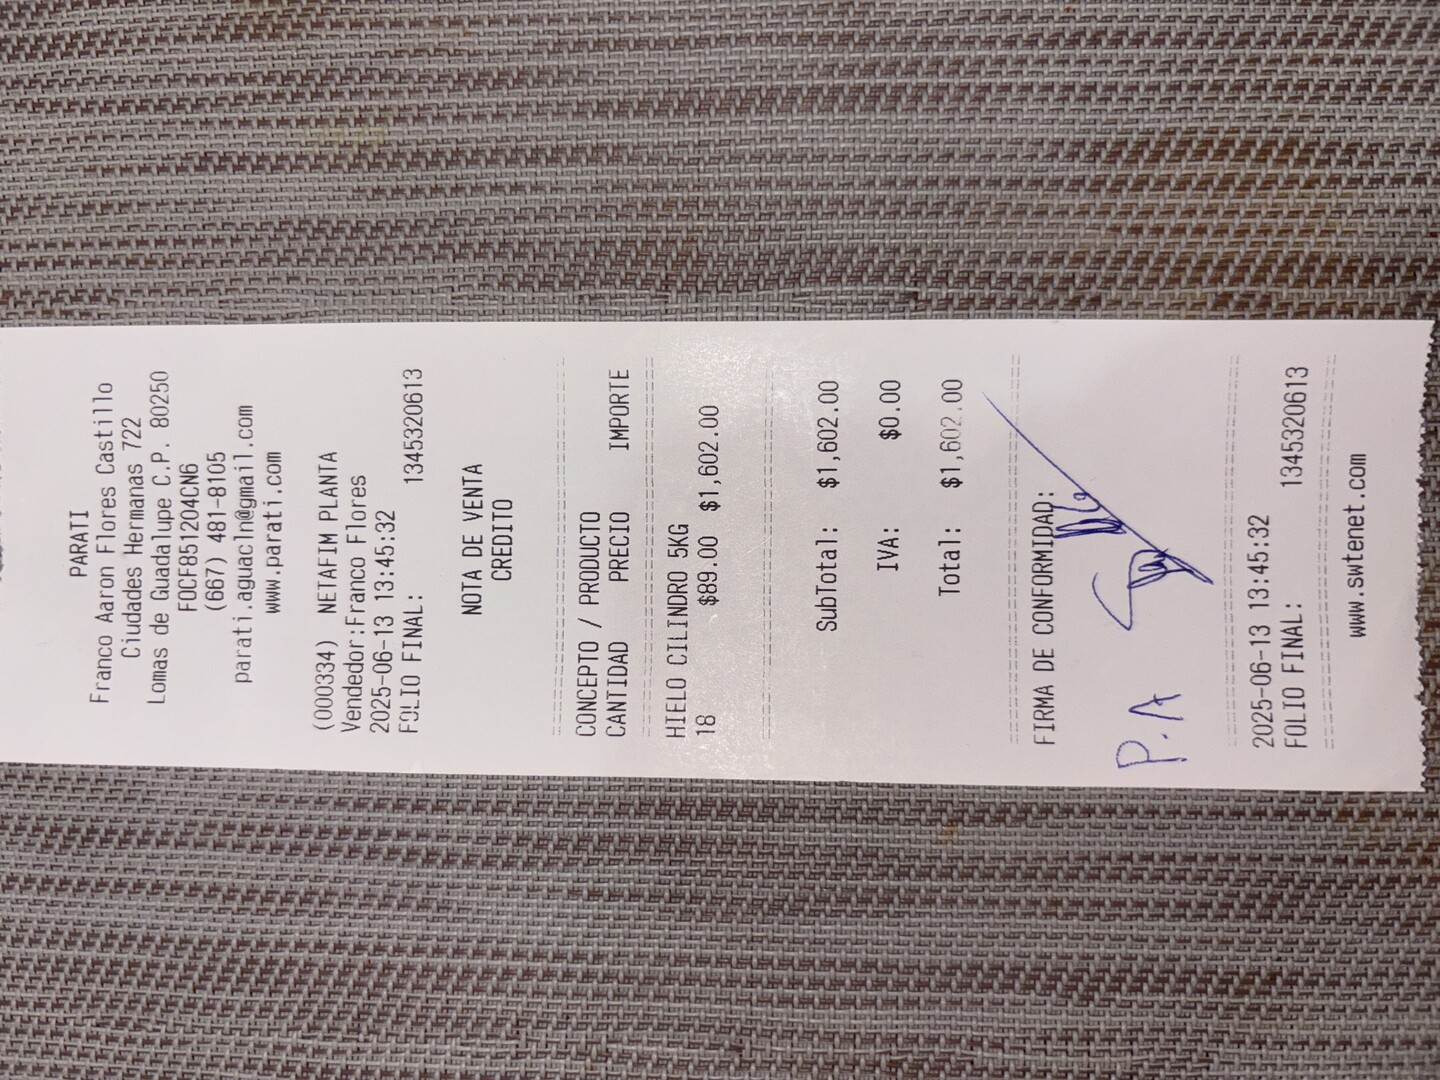 PARATI
Franco Aaron Flores Castillo
Ciudades Hermanas 722
Lomas de Guadalupe C.P. 80250
FOCF851204CN6
(667) 481-8105
parati.aguacln@gmail.com
www.parati.com
(000334) NETAFIM PLANTA
Vendedor:Franco Flores
2025-06-13 13:45:32
FOLIO FINAL: 1345320613
NOTA DE VENTA
CREDITO
CONCEPTO / PRODUCTO
CANTIDAD PRECIO IMPORTE
HIELO CILINDRO 5KG
18 $89.00 $1,602.00
SubTotal: $1,602.00
IVA: $0.00
Total: $1,602.00
FIRMA DE CONFORMIDAD:
P.A
2025-06-13 13:45:32
FOLIO FINAL: 1345320613
www.swtenet.com